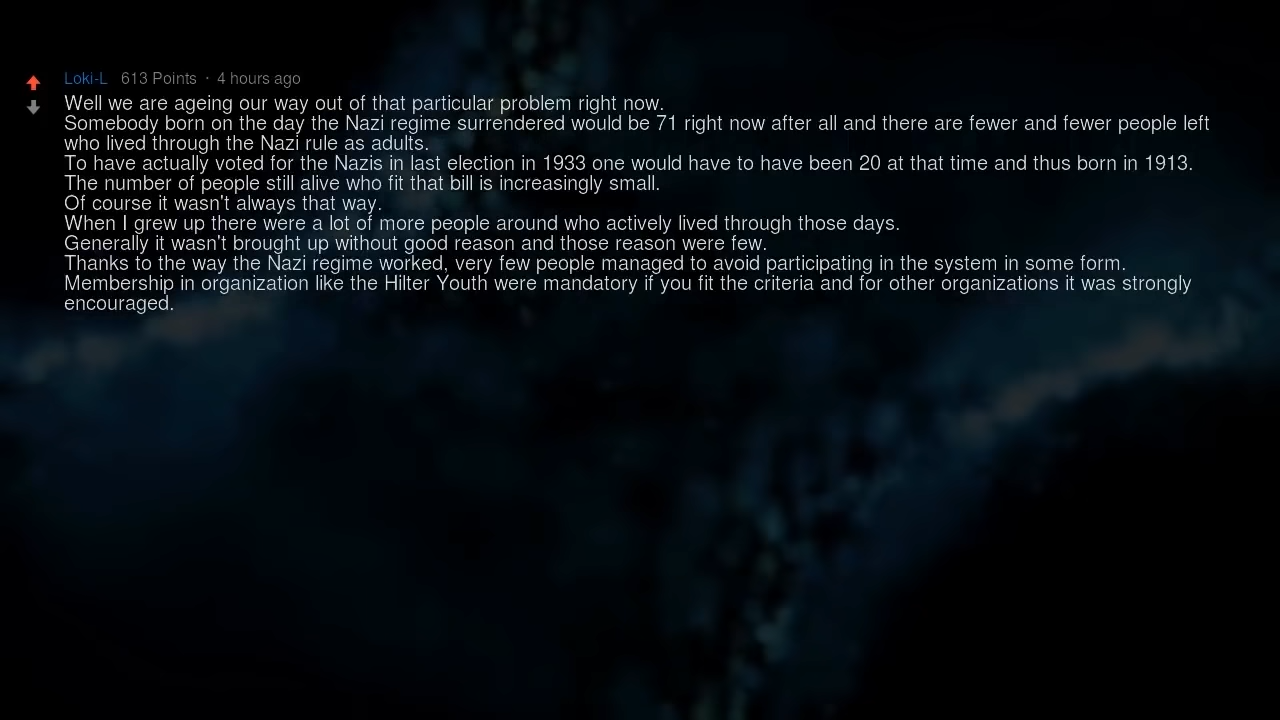 Loki-L 613 Points · 4 hours ago
Well we are ageing our way out of that particular problem right now.
Somebody born on the day the Nazi regime surrendered would be 71 right now after all and there are fewer and fewer people left
who lived through the Nazi rule as adults.
To have actually voted for the Nazis in last election in 1933 one would have to have been 20 at that time and thus born in 1913.
The number of people still alive who fit that bill is increasingly small.
Of course it wasn't always that way.
When I grew up there were a lot of more people around who actively lived through those days.
Generally it wasn't brought up without good reason and those reason were few.
Thanks to the way the Nazi regime worked, very few people managed to avoid participating in the system in some form.
Membership in organization like the Hilter Youth were mandatory if you fit the criteria and for other organizations it was strongly
encouraged.